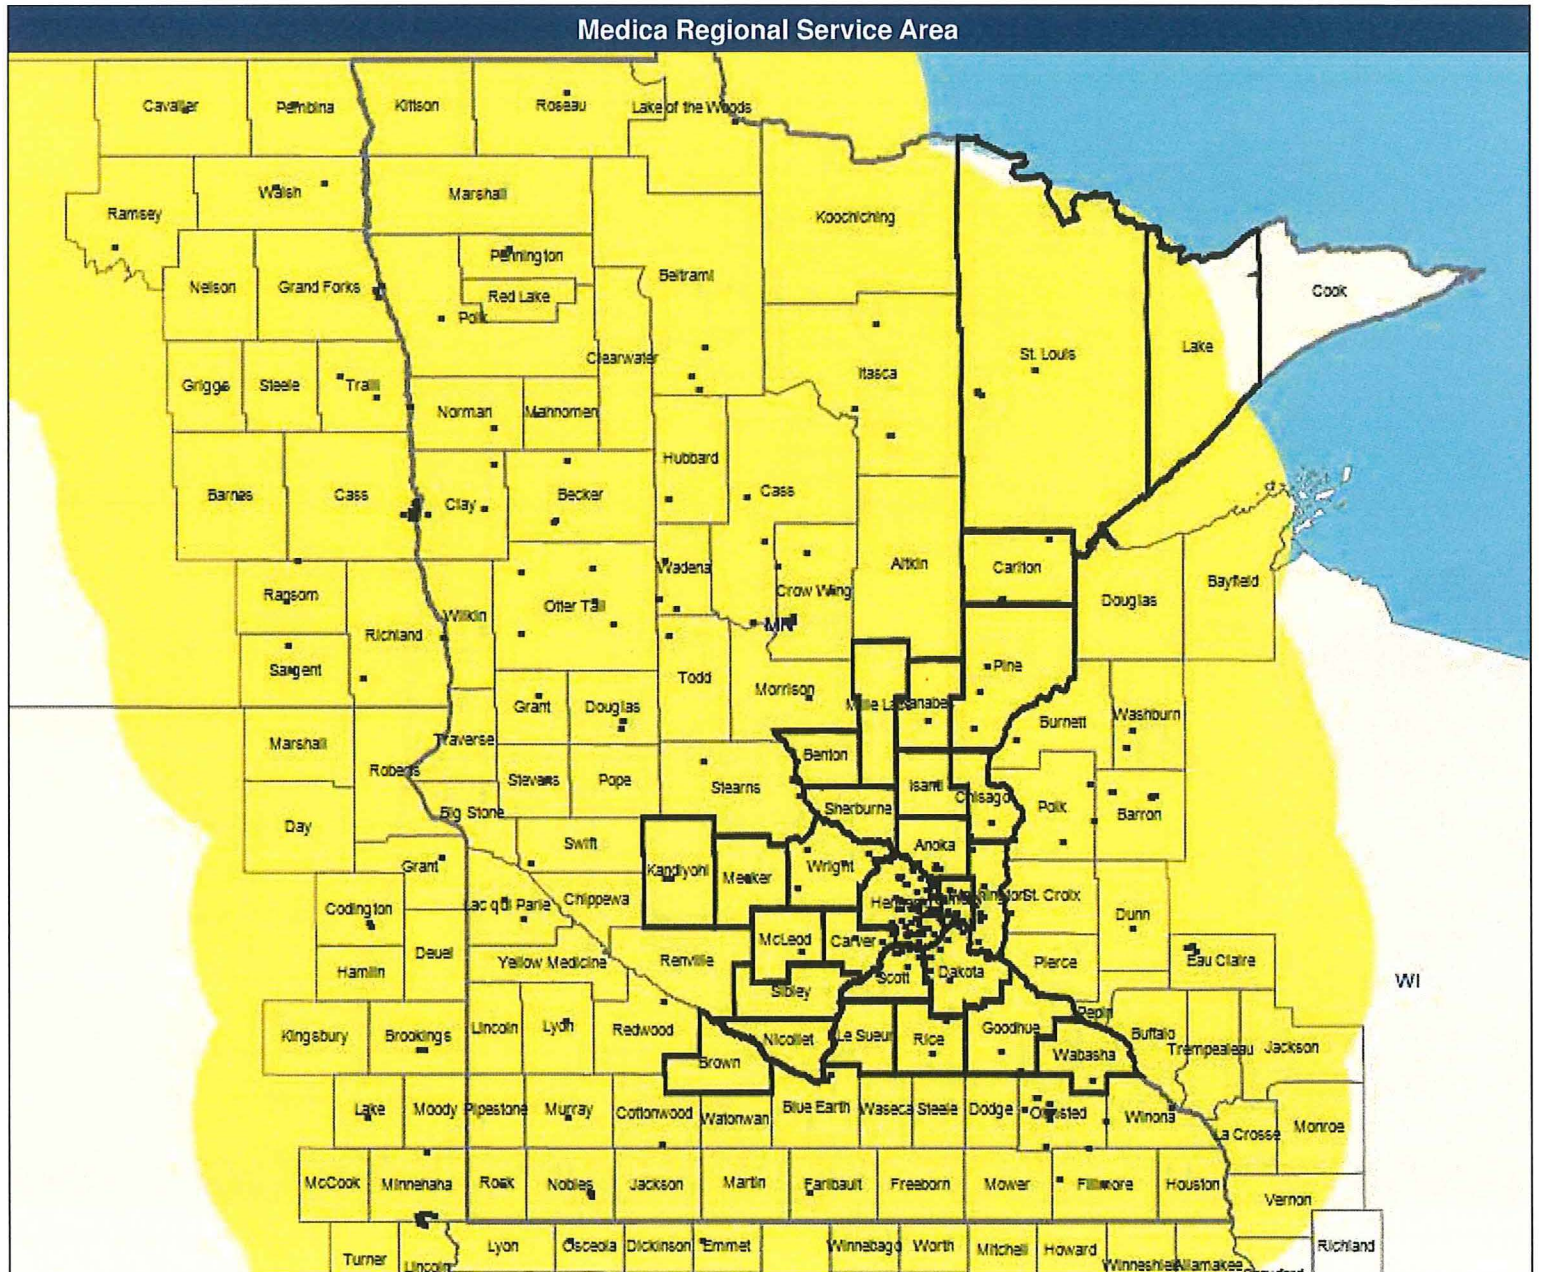 Medica Regional Service Area
Cavalier
Pembina
Kittson
Roseau
Lake of the Woods
Walsh
Marshall
Ramsey
Koochiching
Pennington
Nelson
Grand Forks
Red Lake
Beltrami
Cook
Polk
Clearwater
St. Louis
Lake
Itasca
Griggs
Steele
Traill
Norman
Mahnomen
Hubbard
Barnes
Cass
Clay
Becker
Cass
Wadena
Aitkin
Carlton
Bayfield
Ransom
Crow Wing
Douglas
Otter Tail
Wilkin
MN
Richland
Sargent
Pine
Todd
Morrison
Grant
Douglas
Mille Lacs
Kanabec
Burnett
Washburn
Marshall
Traverse
Benton
Roberts
Stevens
Pope
Stearns
Isanti
Chisago
Polk
Barron
Big Stone
Sherburne
Day
Swift
Anoka
Grant
Kandiyohi
Meeker
Wright
Codington
Lac qui Parle
Chippewa
Washington
St. Croix
Dunn
McLeod
Carver
Deuel
Hamlin
Yellow Medicine
Renville
Scott
Dakota
Pierce
Eau Claire
WI
Sibley
Pepin
Kingsbury
Brookings
Lincoln
Lyon
Redwood
Nicollet
Le Sueur
Rice
Goodhue
Buffalo
Trempealeau
Jackson
Brown
Wabasha
Lake
Moody
Pipestone
Murray
Cottonwood
Watonwan
Blue Earth
Waseca
Steele
Dodge
Olmsted
Winona
La Crosse
Monroe
McCook
Minnehaha
Rock
Nobles
Jackson
Martin
Faribault
Freeborn
Mower
Fillmore
Houston
Vernon
Turner
Lincoln
Lyon
Osceola
Dickinson
Emmet
Winnebago
Worth
Mitchell
Howard
Winneshiek
Allamakee
Richland